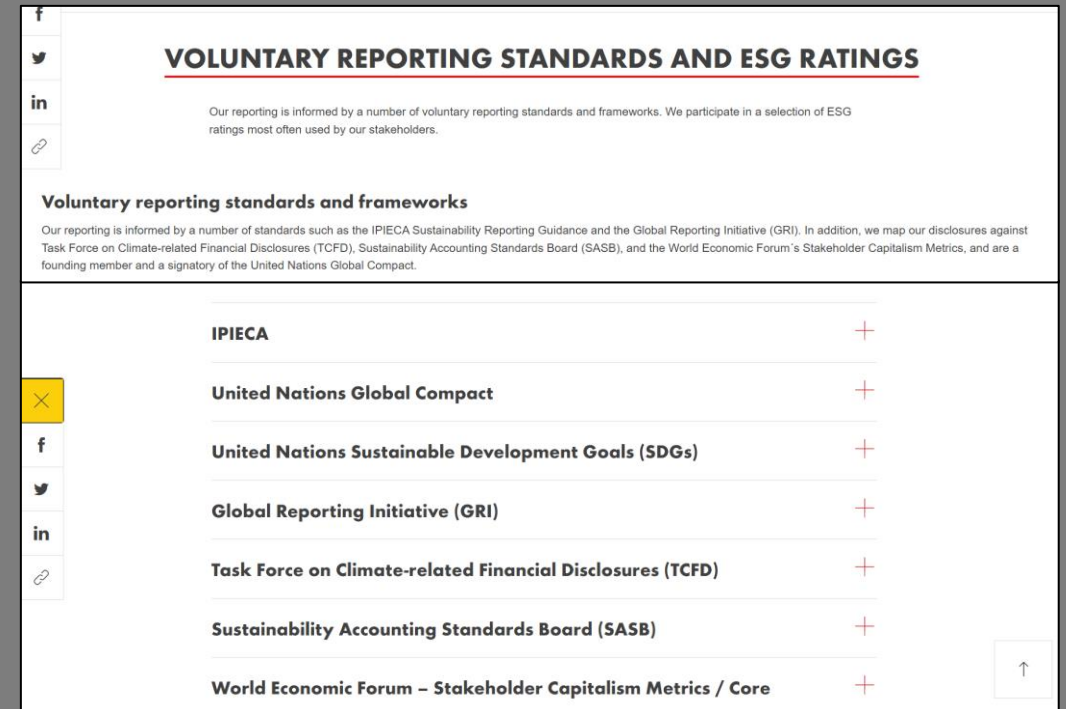 VOLUNTARY REPORTING STANDARDS AND ESG RATINGS
Our reporting is informed by a number of voluntary reporting standards and frameworks. We participate in a selection of ESG
ratings most often used by our stakeholders.
Voluntary reporting standards and frameworks
Our reporting is informed by a number of standards such as the IPIECA Sustainability Reporting Guidance and the Global Reporting Initiative (GRI). In addition, we map our disclosures against
Task Force on Climate-related Financial Disclosures (TCFD), Sustainability Accounting Standards Board (SASB), and the World Economic Forum´s Stakeholder Capitalism Metrics, and are a
founding member and a signatory of the United Nations Global Compact.
IPIECA
United Nations Global Compact
United Nations Sustainable Development Goals (SDGs)
Global Reporting Initiative (GRI)
Task Force on Climate-related Financial Disclosures (TCFD)
Sustainability Accounting Standards Board (SASB)
World Economic Forum – Stakeholder Capitalism Metrics / Core